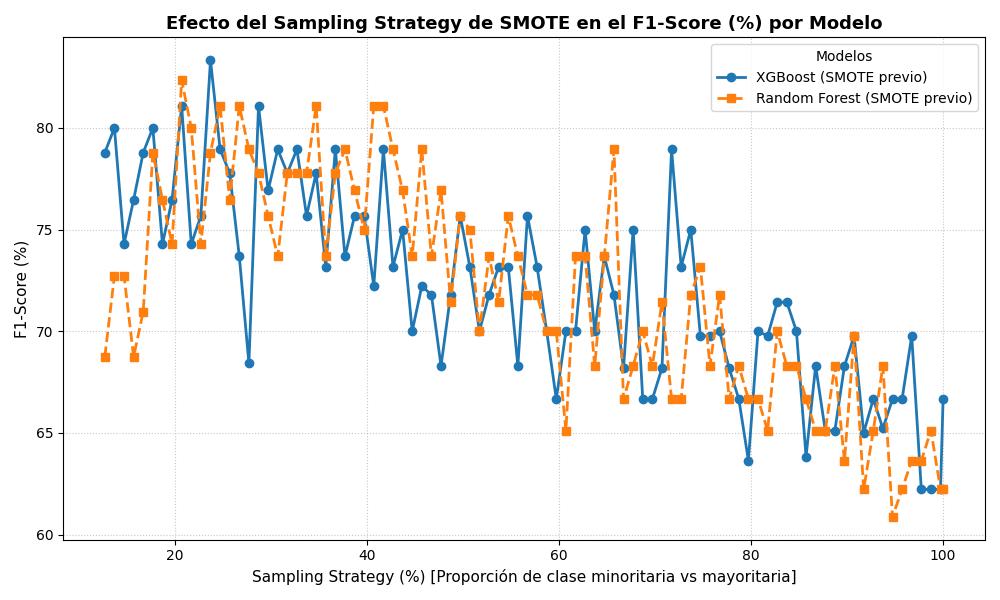 Efecto del Sampling Strategy de SMOTE en el F1-Score (%) por Modelo
Modelos
XGBoost (SMOTE previo)
Random Forest (SMOTE previo)
F1-Score (%)
80
75
70
65
60
20
40
60
80
100
Sampling Strategy (%) [Proporción de clase minoritaria vs mayoritaria]